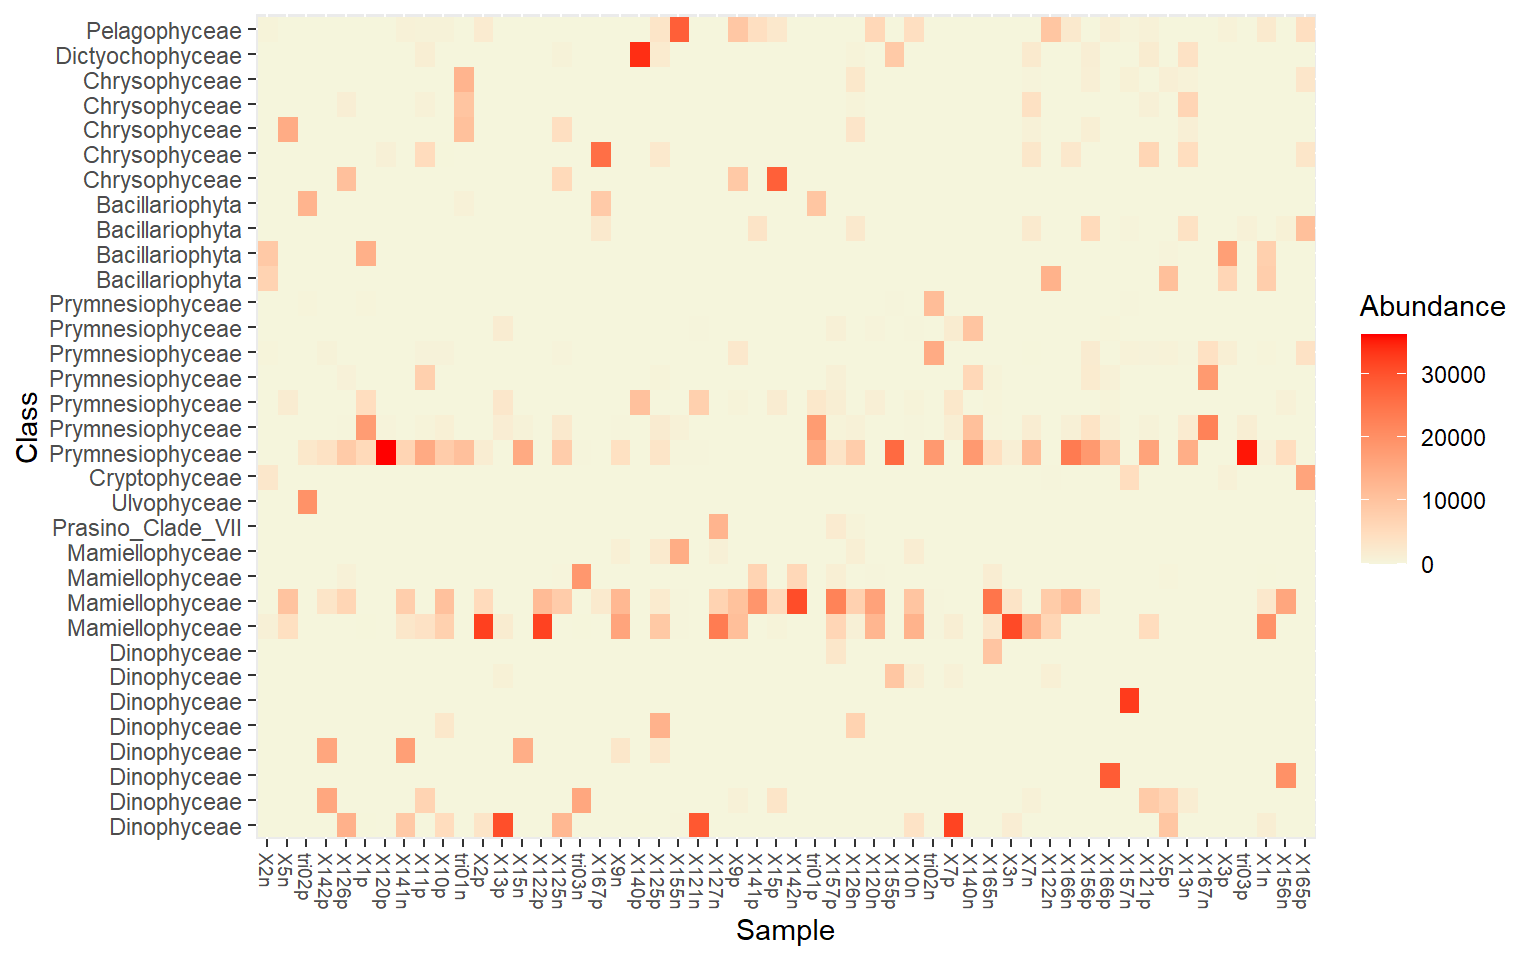 Pelagophyceae
Dictyochophyceae
Chrysophyceae
Chrysophyceae
Chrysophyceae
Chrysophyceae
Chrysophyceae
Bacillariophyta
Bacillariophyta
Bacillariophyta
Bacillariophyta
Prymnesiophyceae
Prymnesiophyceae
Prymnesiophyceae
Prymnesiophyceae
Prymnesiophyceae
Prymnesiophyceae
Prymnesiophyceae
Cryptophyceae
Ulvophyceae
Prasino_Clade_VII
Mamiellophyceae
Mamiellophyceae
Mamiellophyceae
Mamiellophyceae
Dinophyceae
Dinophyceae
Dinophyceae
Dinophyceae
Dinophyceae
Dinophyceae
Dinophyceae
Dinophyceae
Class
X2n
X5n
tri02p
X142p
X126p
X1p
X120p
X141n
X11p
X10p
tri01n
X2p
X13p
X15n
X122p
X125n
tri03n
X167p
X9n
X140p
X125p
X155n
X127n
X9p
X141p
X15p
X142n
tri01p
X157p
X126n
X120n
X155p
X10n
tri02n
X7p
X140n
X165n
X3n
X7n
X122n
X166n
X156p
X166p
X157n
X121p
X5p
X13n
X167n
X3p
tri03p
X1n
X156n
X165p
Sample
Abundance
30000
20000
10000
0